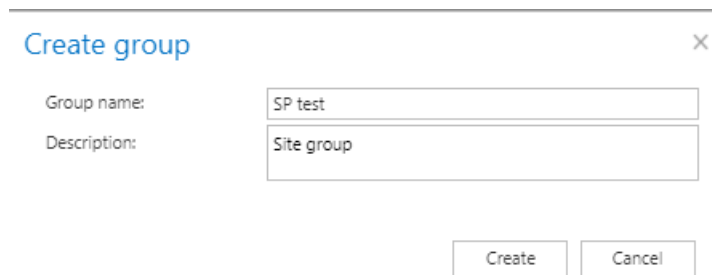 Create group
Group name: SP test
Description: Site group
Create Cancel